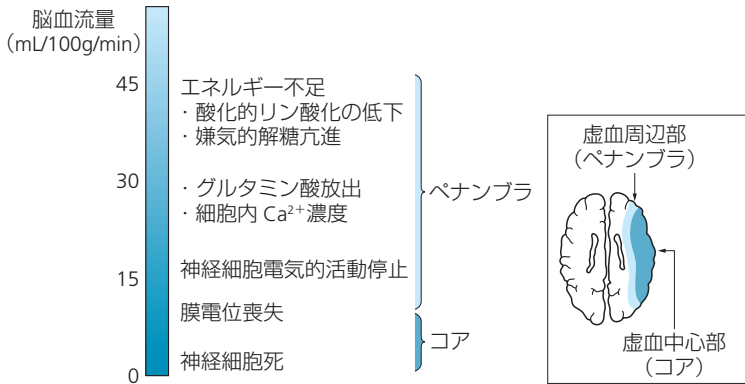 脳血流量
（mL/100g/min）
45
エネルギー不足
・酸化的リン酸化の低下
・嫌気的解糖亢進
30
・グルタミン酸放出
・細胞内 Ca²⁺濃度
ペナンブラ
15
神経細胞電気的活動停止
膜電位喪失
コア
神経細胞死
0
虚血周辺部
（ペナンブラ）
虚血中心部
（コア）